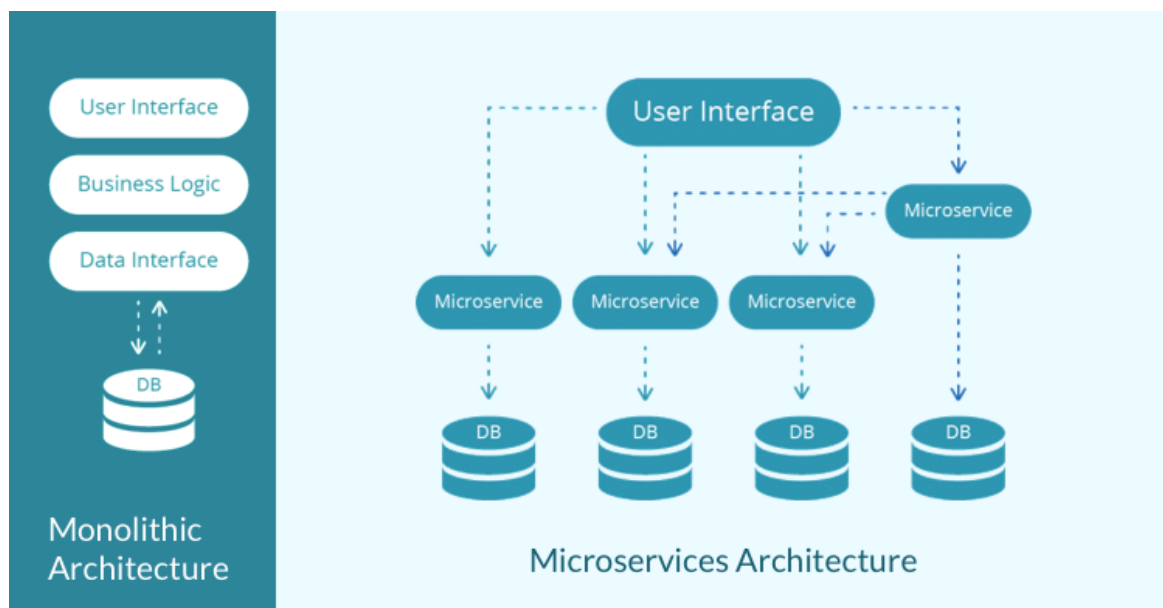 User Interface
Business Logic
Data Interface
DB
Monolithic
Architecture
User Interface
Microservice
Microservice
Microservice
Microservice
DB
DB
DB
DB
Microservices Architecture